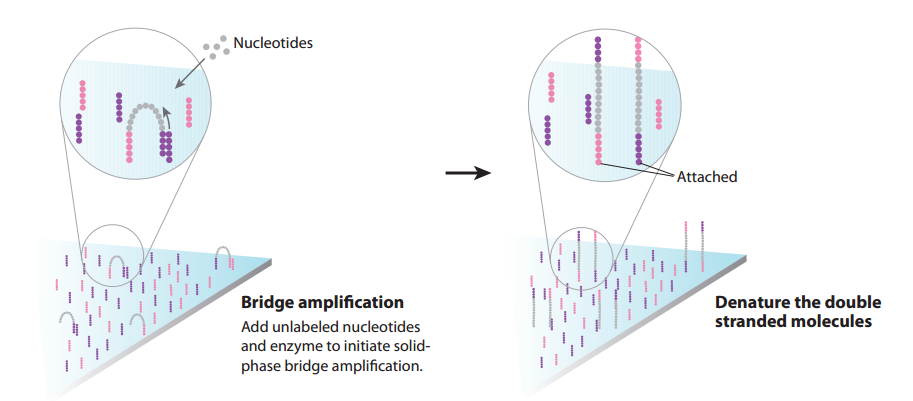 Nucleotides
Attached
Bridge amplification
Add unlabeled nucleotides
and enzyme to initiate solid-
phase bridge amplification.
Denature the double
stranded molecules